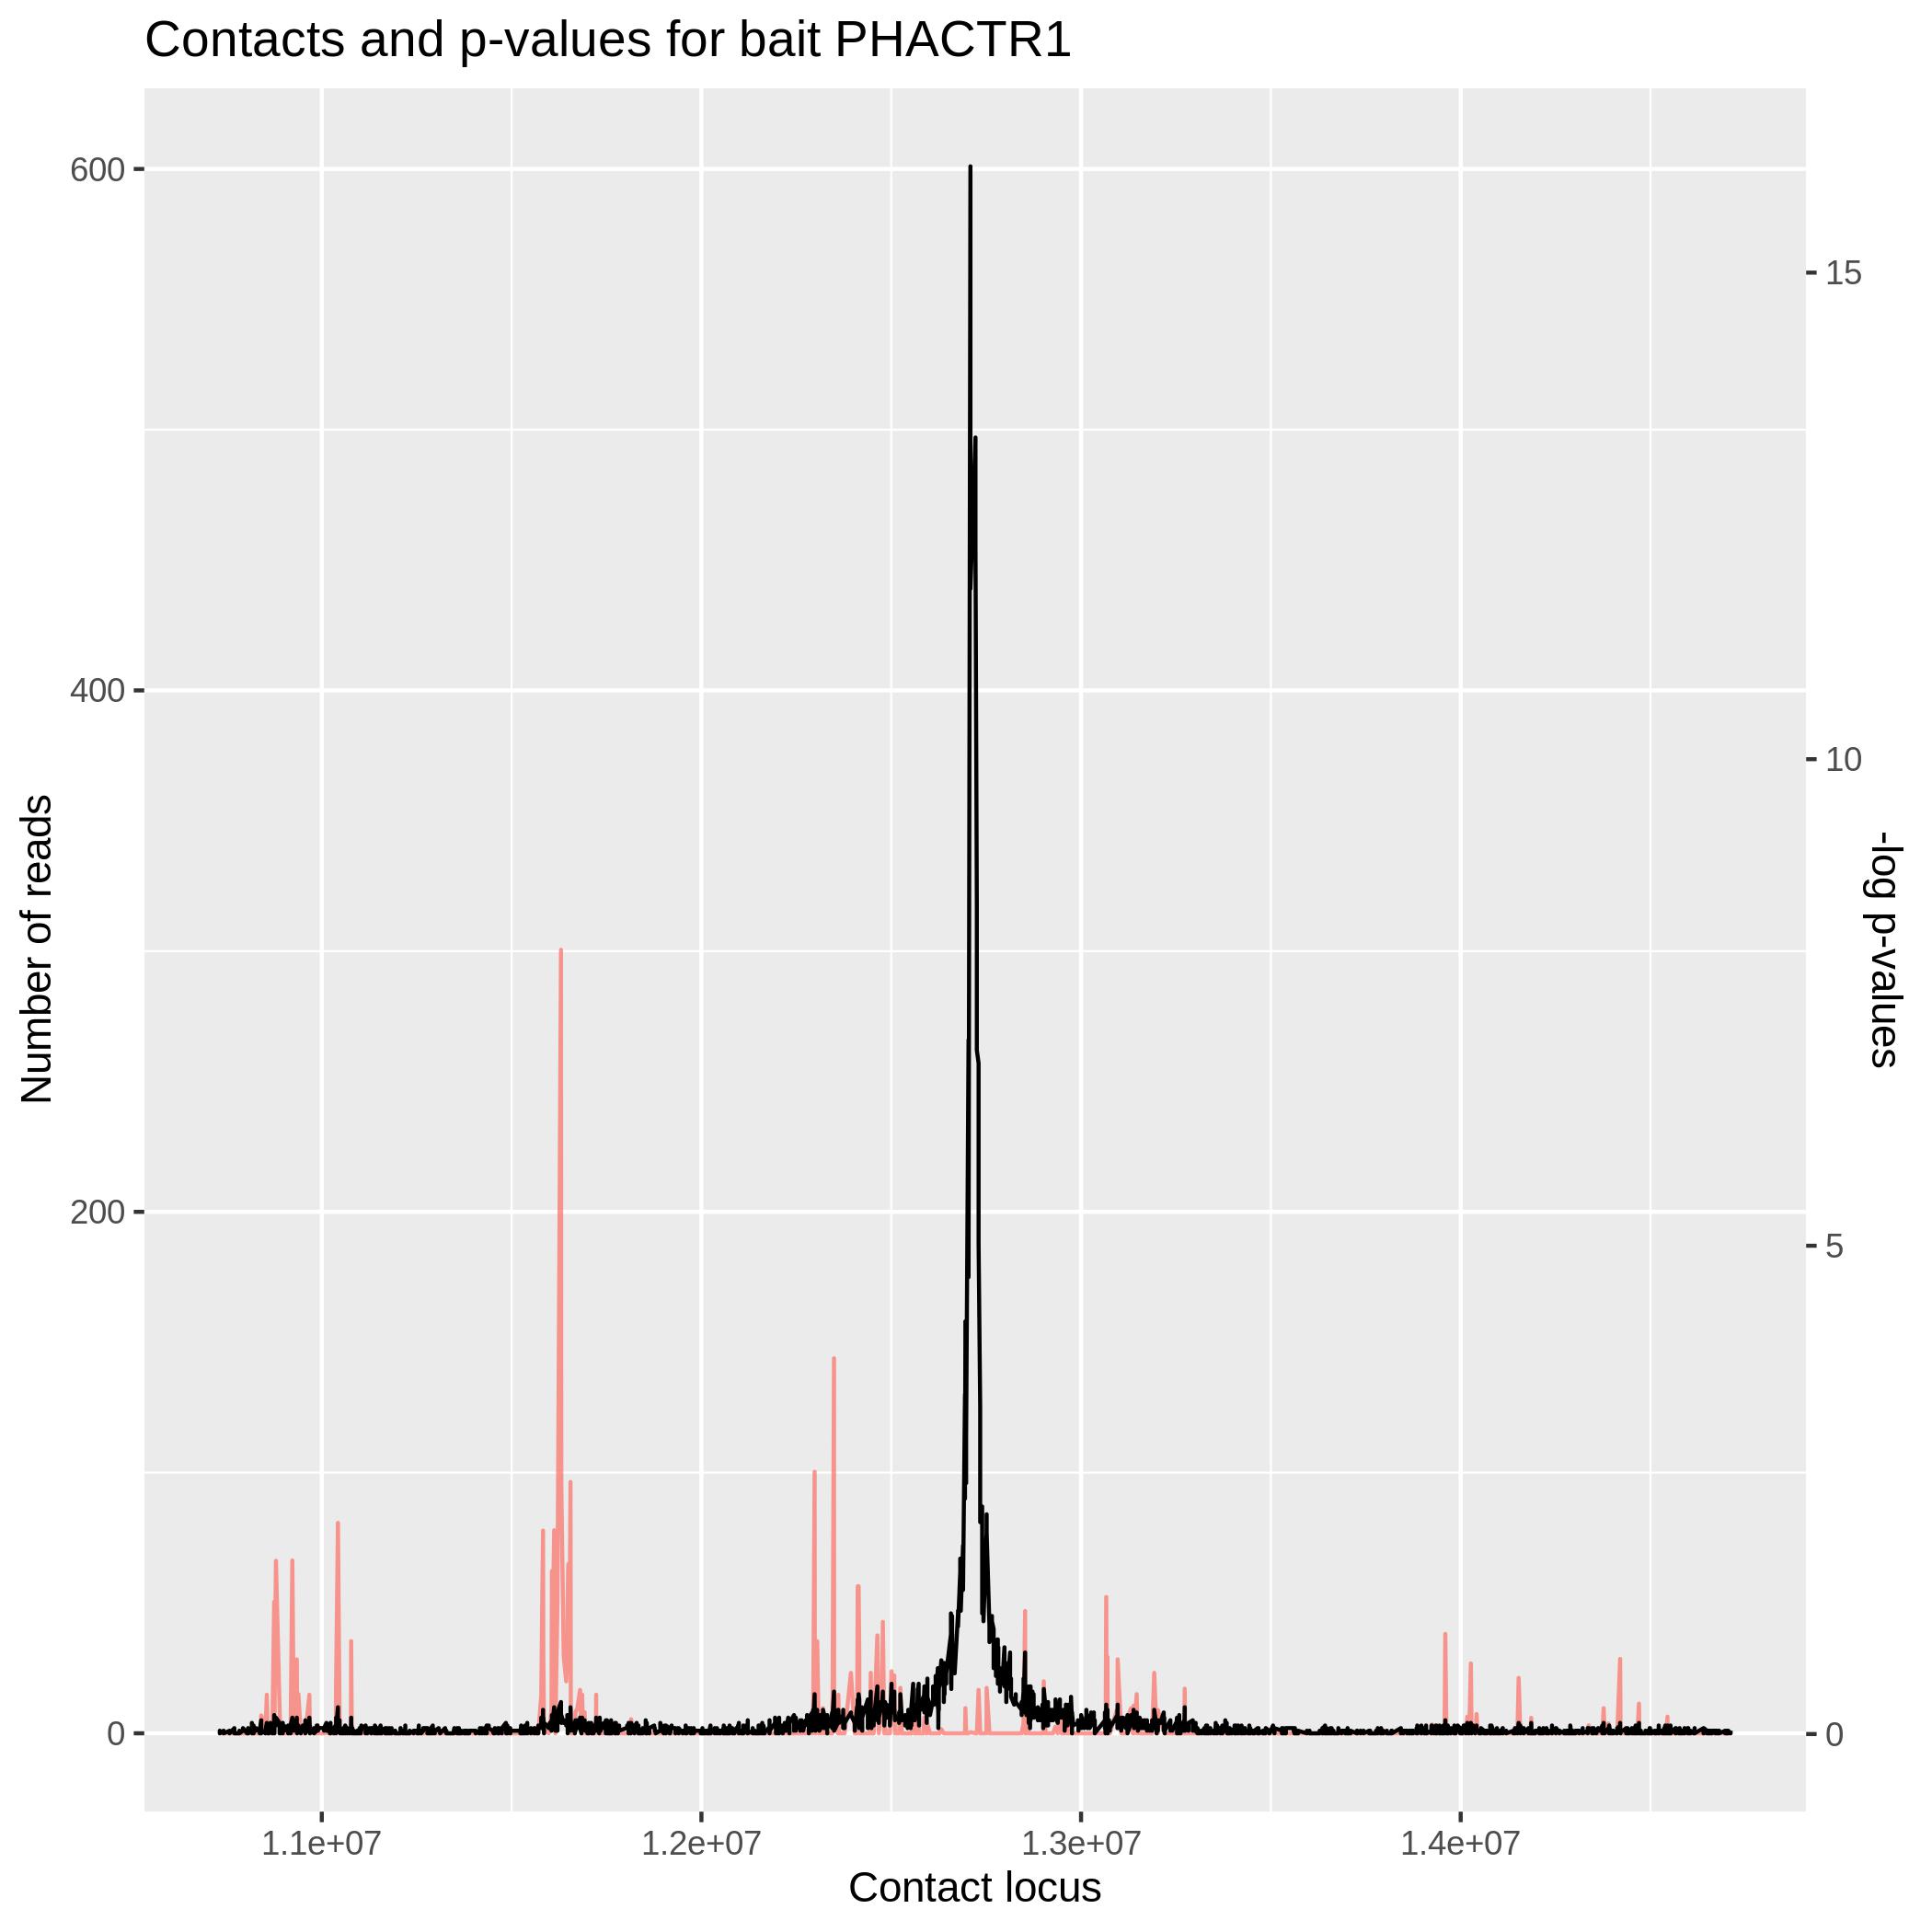 Contacts and p-values for bait PHACTR1
600
400
200
0
Number of reads
15
10
5
0
-log p-values
1.1e+07
1.2e+07
1.3e+07
1.4e+07
Contact locus